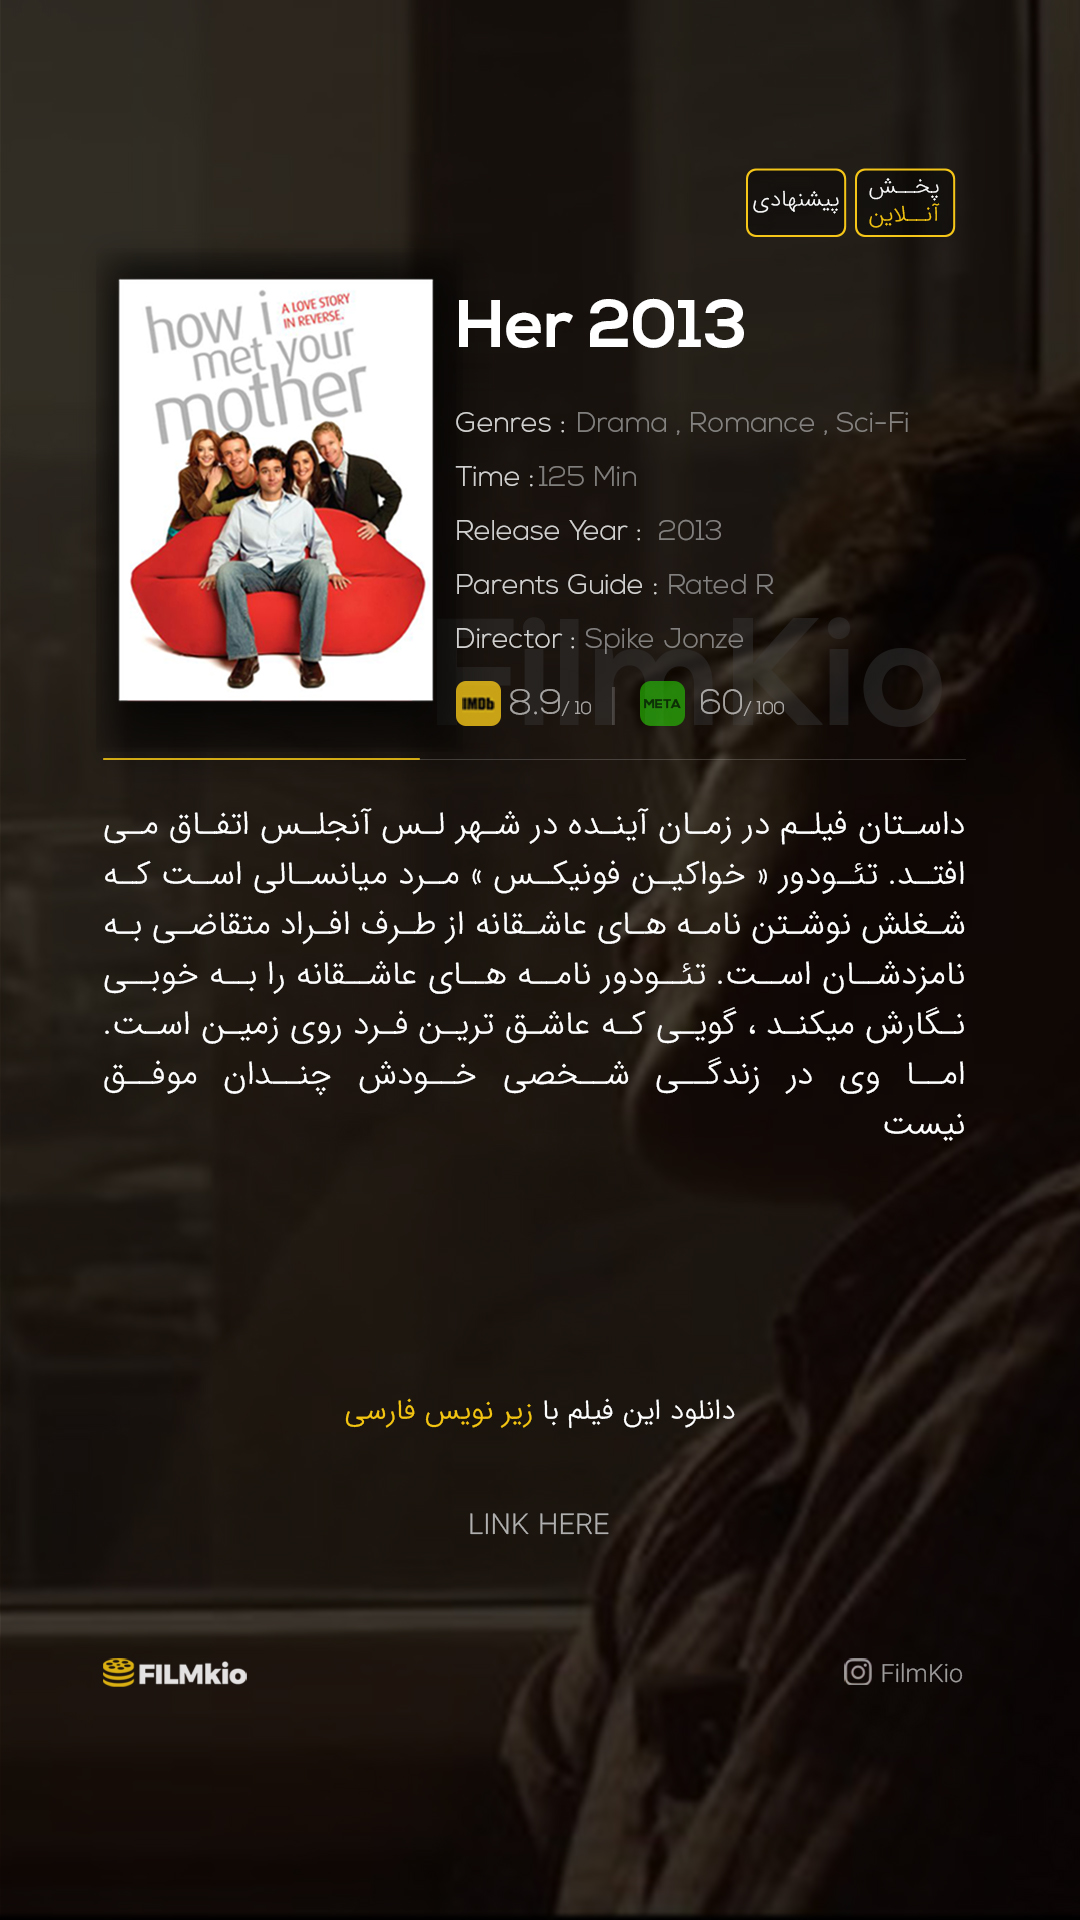 پخش
آنلاین
پیشنهادی
how i
met your
mother
A LOVE STORY
IN REVERSE.
Her 2013
Genres : Drama , Romance , Sci-Fi
Time : 125 Min
Release Year : 2013
Parents Guide : Rated R
Director : Spike Jonze
FilmKio
IMDb 8.9/ 10 | META 60/ 100
داستان فیلم در زمان آینده در شهر لس آنجلس اتفاق می
افتد. تئودور « خواکین فونیکس » مرد میانسالی است که
شغلش نوشتن نامه های عاشقانه از طرف افراد متقاضی به
نامزدشان است. تئودور نامه های عاشقانه را به خوبی
نگارش میکند ، گویی که عاشق ترین فرد روی زمین است.
اما وی در زندگی شخصی خودش چندان موفق
نیست
دانلود این فیلم با زیر نویس فارسی
LINK HERE
FILMkio
FilmKio